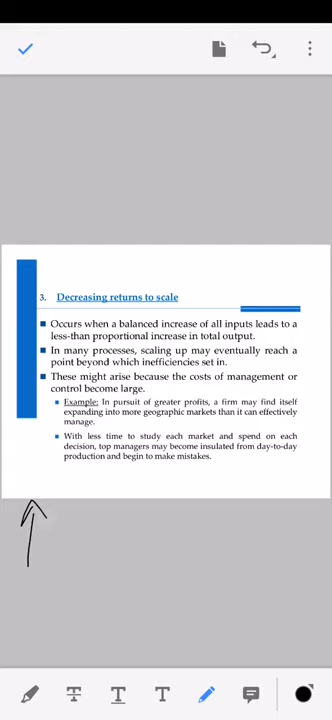 3. Decreasing returns to scale
Occurs when a balanced increase of all inputs leads to a
less-than proportional increase in total output.
In many processes, scaling up may eventually reach a
point beyond which inefficiencies set in.
These might arise because the costs of management or
control become large.
Example: In pursuit of greater profits, a firm may find itself
expanding into more geographic markets than it can effectively
manage.
With less time to study each market and spend on each
decision, top managers may become insulated from day-to-day
production and begin to make mistakes.